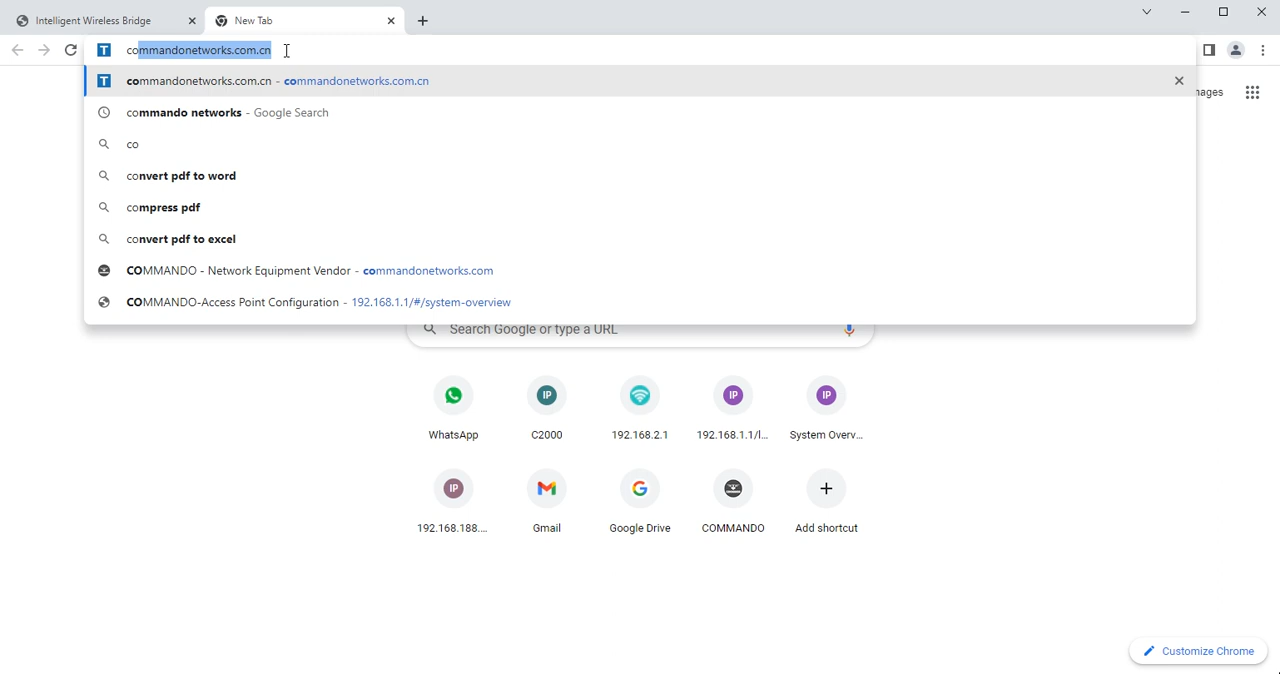 Intelligent Wireless Bridge
New Tab
commandonetworks.com.cn
commandonetworks.com.cn - commandonetworks.com.cn
commando networks - Google Search
co
convert pdf to word
compress pdf
convert pdf to excel
COMMANDO - Network Equipment Vendor - commandonetworks.com
COMMANDO-Access Point Configuration - 192.168.1.1/#/system-overview
Search Google or type a URL
WhatsApp C2000 192.168.2.1 192.168.1.1/l... System Overv...
192.168.188.... Gmail Google Drive COMMANDO Add shortcut
Customize Chrome